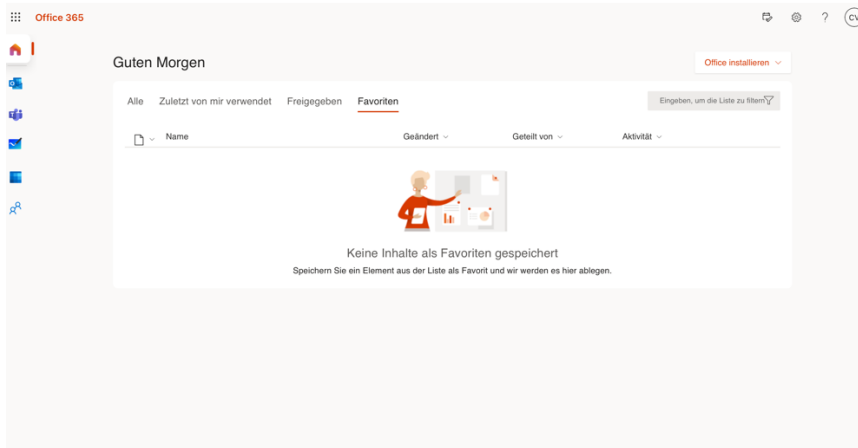 Office 365
CV
Guten Morgen
Office installieren
Alle Zuletzt von mir verwendet Freigegeben Favoriten
Eingeben, um die Liste zu filtern
Name Geändert Geteilt von Aktivität
Keine Inhalte als Favoriten gespeichert
Speichern Sie ein Element aus der Liste als Favorit und wir werden es hier ablegen.